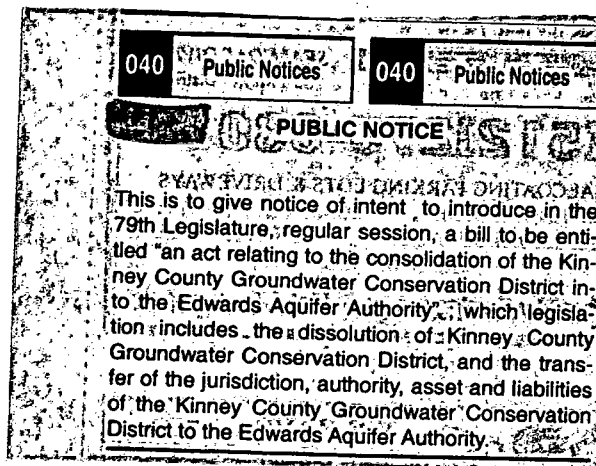 040 Public Notices 040 Public Notices
PUBLIC NOTICE
This is to give notice of intent to introduce in the
79th Legislature, regular session, a bill to be enti-
tled "an act relating to the consolidation of the Kin-
ney County Groundwater Conservation District in-
to the Edwards Aquifer Authority", which legisla-
tion includes the dissolution of Kinney County
Groundwater Conservation District, and the trans-
fer of the jurisdiction, authority, asset and liabilities
of the Kinney County Groundwater Conservation
District to the Edwards Aquifer Authority.